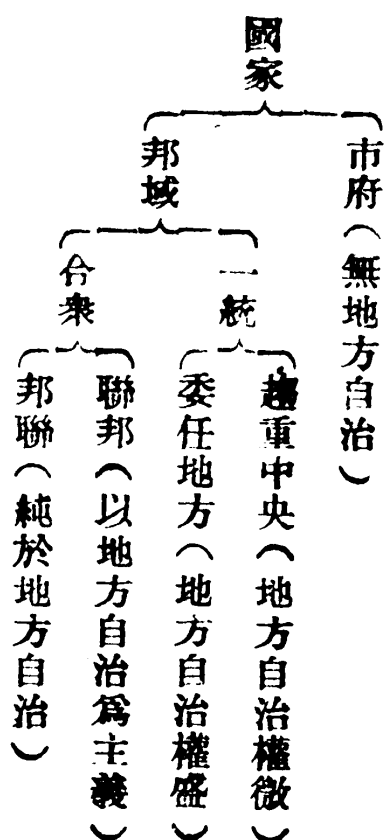 國家
市府（無地方自治）
邦域
一統
趨重中央（地方自治權微）
委任地方（地方自治權盛）
合衆
聯邦（以地方自治爲主義）
邦聯（純於地方自治）